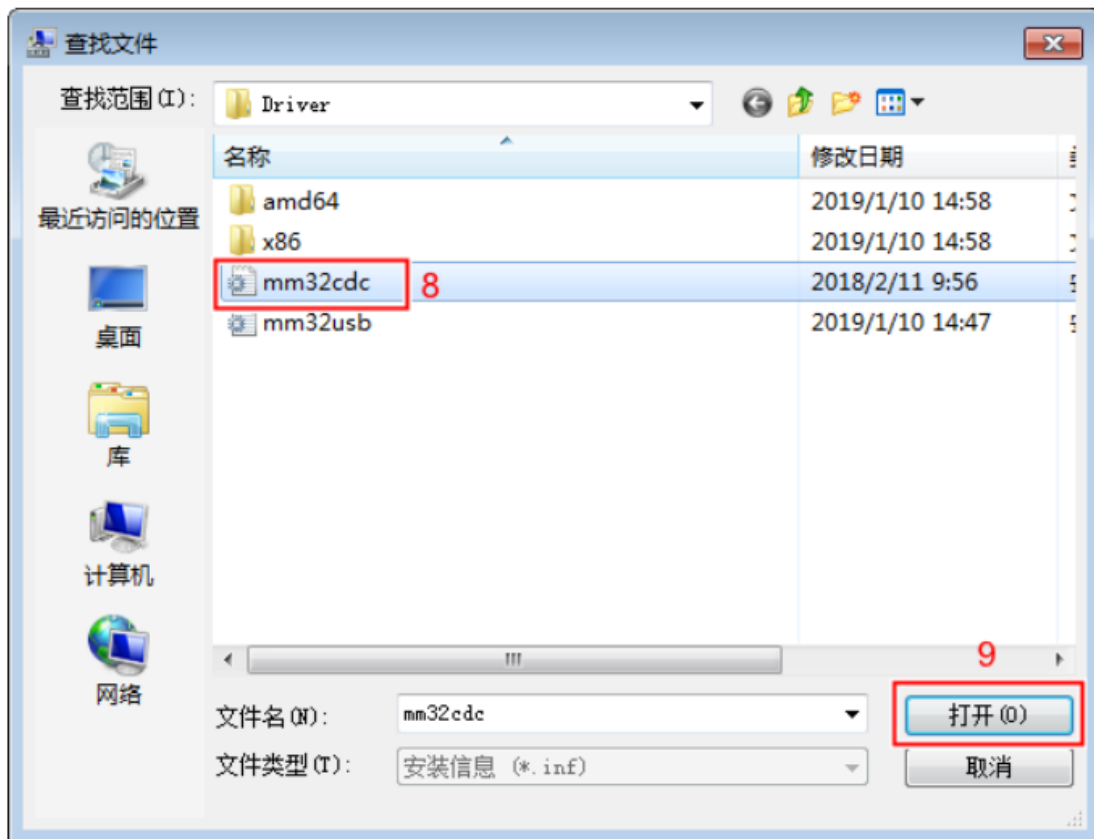 查找文件
查找范围(I): Driver
名称 修改日期
最近访问的位置
amd64 2019/1/10 14:58
x86 2019/1/10 14:58
mm32cdc 8 2018/2/11 9:56
桌面
mm32usb 2019/1/10 14:47
库
计算机
网络
9
文件名(N): mm32cdc 打开(O)
文件类型(T): 安装信息 (*.inf) 取消